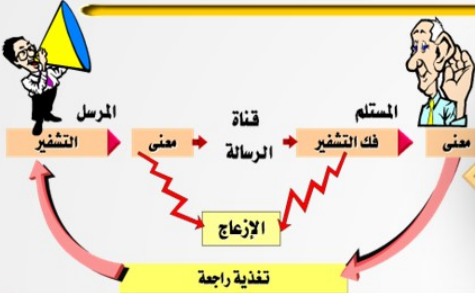 المرسل
المستلم
التشفير
معنى
قناة
الرسالة
فك التشفير
معنى
الإزعاج
تغذية راجعة